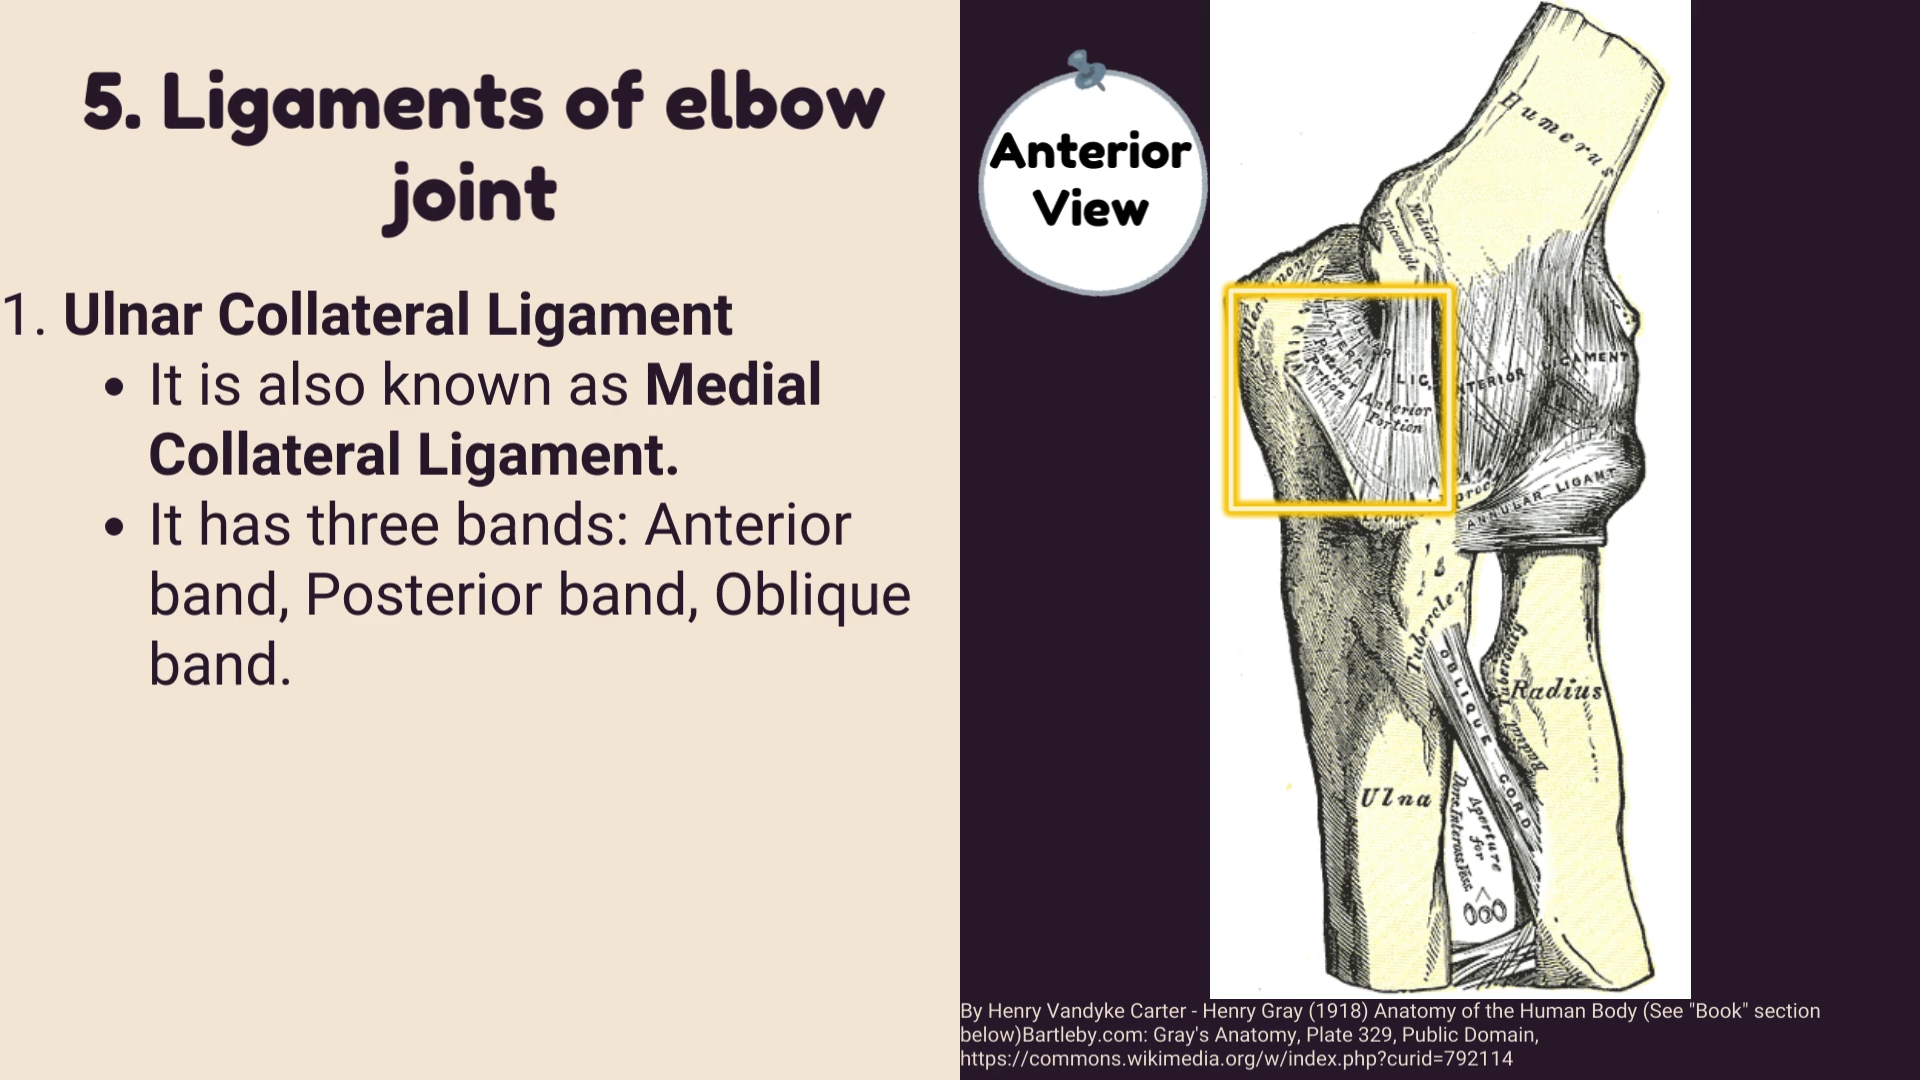 5. Ligaments of elbow
joint
1. Ulnar Collateral Ligament
• It is also known as Medial
Collateral Ligament.
• It has three bands: Anterior
band, Posterior band, Oblique
band.
Anterior
View
Humerus
Medial
Epicondyle
LIG.
Posterior
Portion
Anterior
Portion
ANTERIOR LIGAMENT
ANNULAR LIGAMT
Tubercle
OBLIQUE CORD
Tuberosity
Radius
Ulna
Aperture
for
By Henry Vandyke Carter - Henry Gray (1918) Anatomy of the Human Body (See "Book" section
below)Bartleby.com: Gray's Anatomy, Plate 329, Public Domain,
https://commons.wikimedia.org/w/index.php?curid=792114